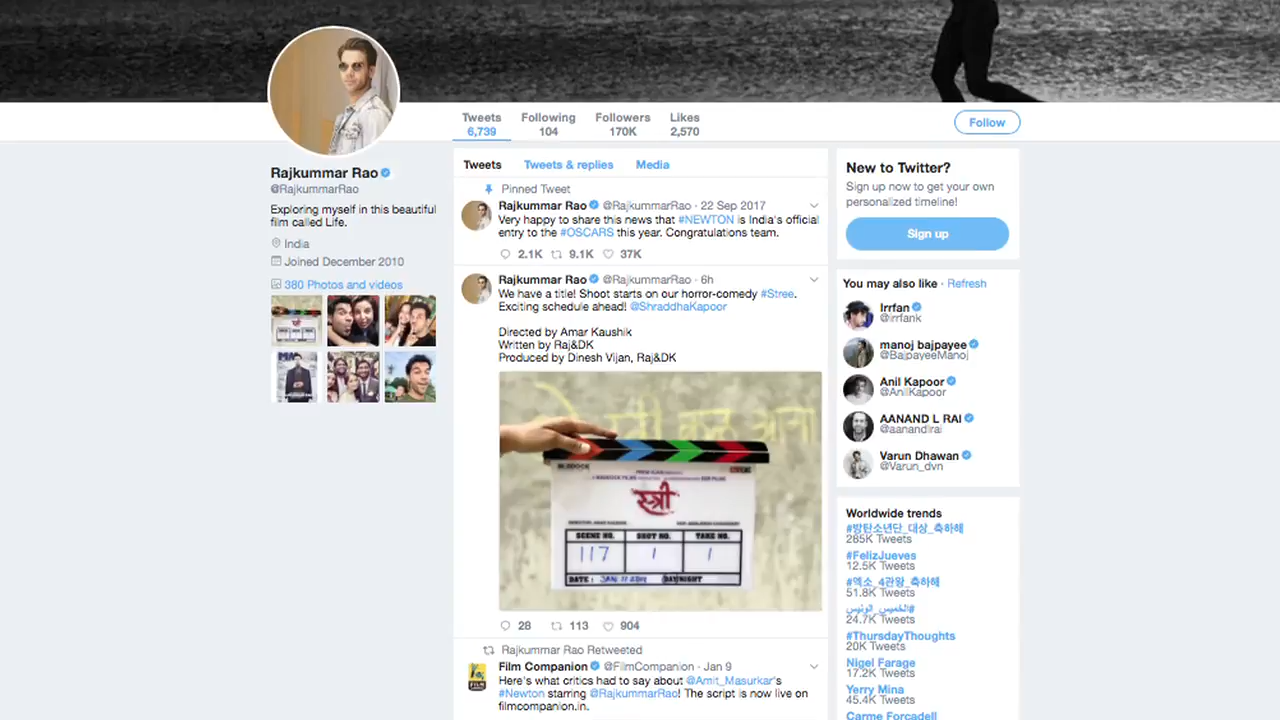 Tweets
6,739
Following
104
Followers
170K
Likes
2,570
Follow
Rajkummar Rao
@RajkummarRao
Exploring myself in this beautiful
film called Life.
India
Joined December 2010
380 Photos and videos
Tweets Tweets & replies Media
Pinned Tweet
Rajkummar Rao @RajkummarRao · 22 Sep 2017
Very happy to share this news that #NEWTON is India's official
entry to the #OSCARS this year. Congratulations team.
2.1K 9.1K 37K
Rajkummar Rao @RajkummarRao · 6h
We have a title! Shoot starts on our horror-comedy #Stree.
Exciting schedule ahead! @ShraddhaKapoor
Directed by Amar Kaushik
Written by Raj&DK
Produced by Dinesh Vijan, Raj&DK
स्त्री
SCENE NO. SHOT NO. TAKE NO.
117 1 1
DATE: DAY/NIGHT
28 113 904
Rajkummar Rao Retweeted
Film Companion @FilmCompanion · Jan 9
Here's what critics had to say about @Amit_Masurkar's
#Newton starring @RajkummarRao! The script is now live on
filmcompanion.in.
New to Twitter?
Sign up now to get your own
personalized timeline!
Sign up
You may also like · Refresh
Irrfan
@irrfank
manoj bajpayee
@BajpayeeManoj
Anil Kapoor
@AnilKapoor
AANAND L RAI
@aanandlrai
Varun Dhawan
@Varun_dvn
Worldwide trends
#방탄소년단_대상_축하해
285K Tweets
#FelizJueves
12.5K Tweets
#엑소_4관왕_축하해
51.8K Tweets
#الخميس_الونيس
24.7K Tweets
#ThursdayThoughts
20K Tweets
Nigel Farage
17.2K Tweets
Yerry Mina
45.4K Tweets
Carme Forcadell